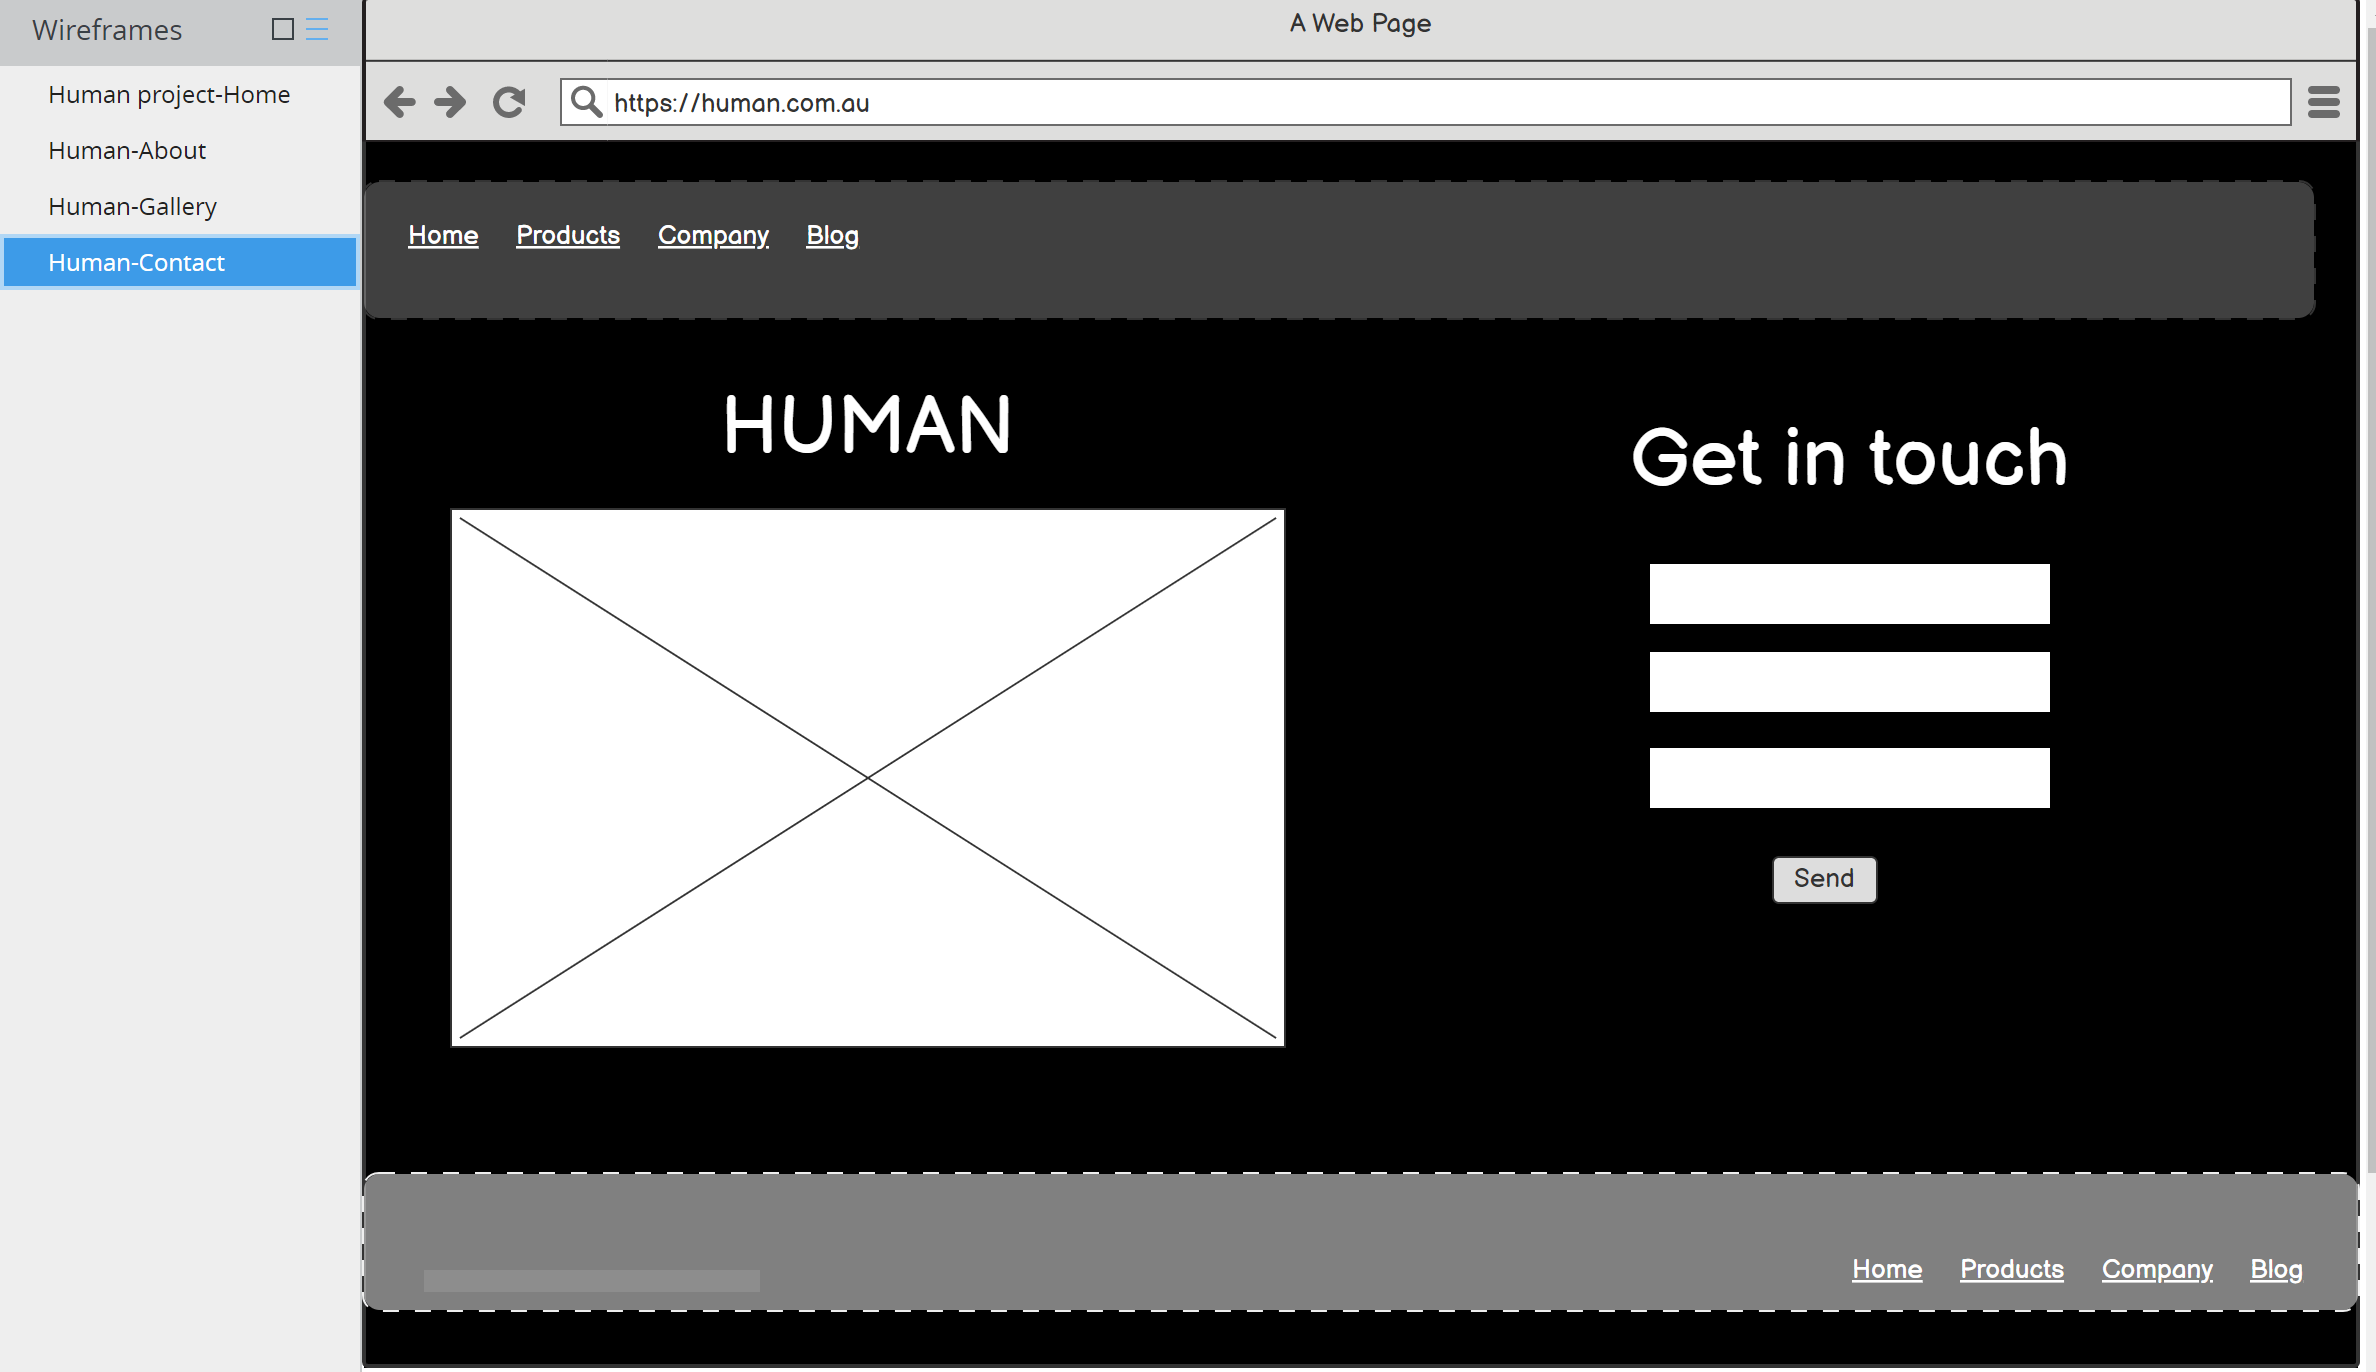 Wireframes
Human project-Home
Human-About
Human-Gallery
Human-Contact
A Web Page
https://human.com.au
Home Products Company Blog
HUMAN
Get in touch
Send
Home Products Company Blog